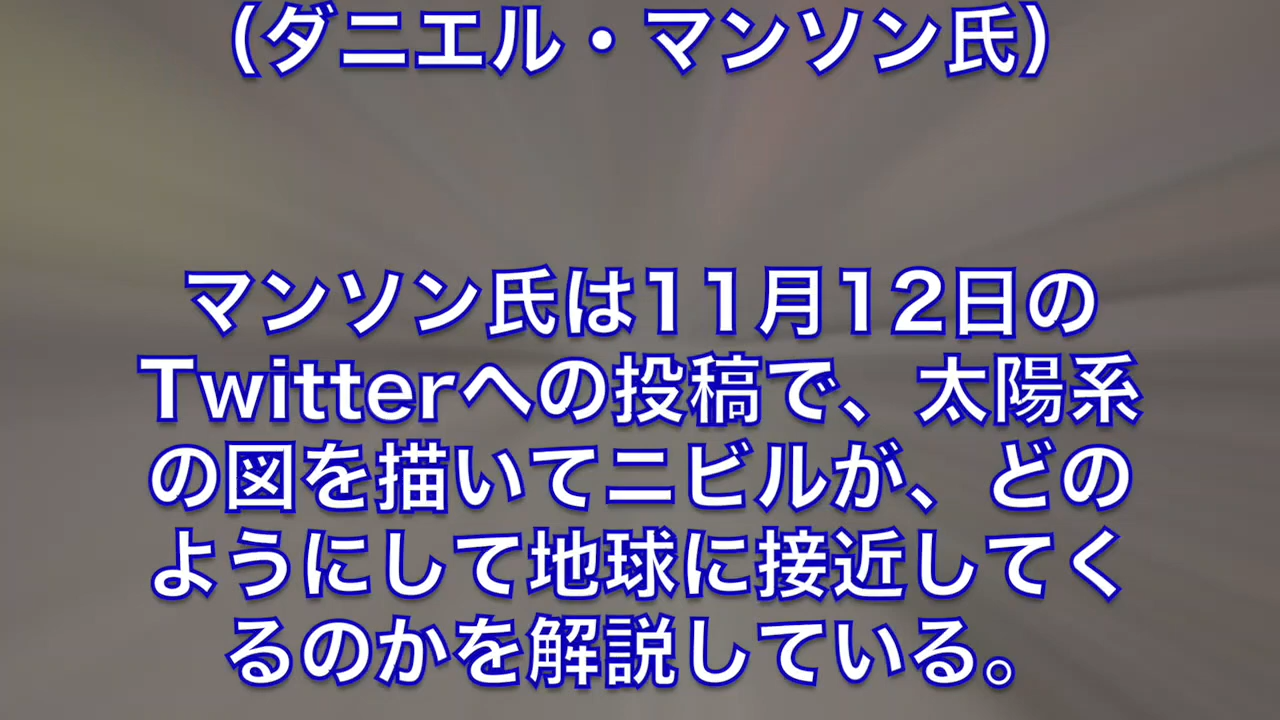 （ダニエル・マンソン氏）
マンソン氏は11月12日の
Twitterへの投稿で、太陽系
の図を描いてニビルが、どの
ようにして地球に接近してく
るのかを解説している。